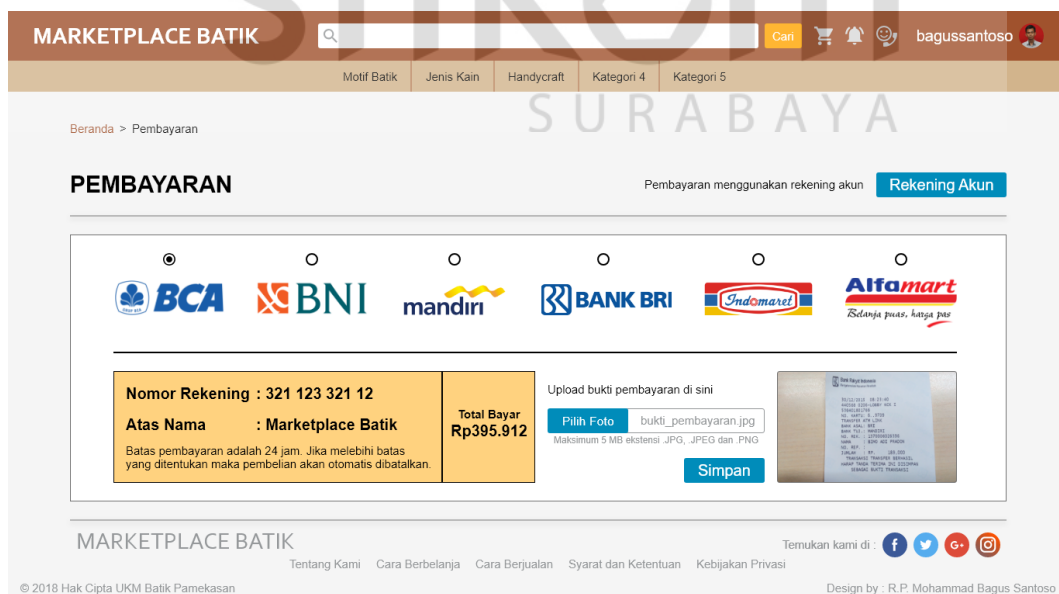 MARKETPLACE BATIK
Cari
bagussantoso
Motif Batik
Jenis Kain
Handycraft
Kategori 4
Kategori 5
SURABAYA
Beranda > Pembayaran
PEMBAYARAN
Pembayaran menggunakan rekening akun
Rekening Akun
BCA
BNI
mandiri
BANK BRI
Indomaret
Alfamart
Belanja puas, harga pas
Nomor Rekening : 321 123 321 12
Atas Nama : Marketplace Batik
Batas pembayaran adalah 24 jam. Jika melebihi batas
yang ditentukan maka pembelian akan otomatis dibatalkan.
Total Bayar
Rp395.912
Upload bukti pembayaran di sini
Pilih Foto
bukti_pembayaran.jpg
Maksimum 5 MB ekstensi .JPG, .JPEG dan .PNG
Simpan
MARKETPLACE BATIK
Tentang Kami
Cara Berbelanja
Cara Berjualan
Syarat dan Ketentuan
Kebijakan Privasi
Temukan kami di :
© 2018 Hak Cipta UKM Batik Pamekasan
Design by : R.P. Mohammad Bagus Santoso